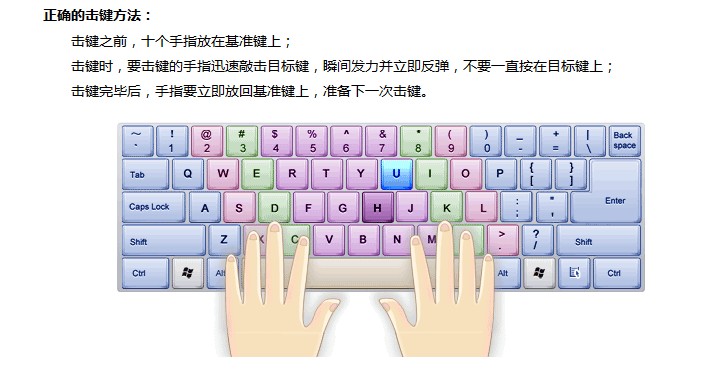 正确的击键方法：
击键之前，十个手指放在基准键上；
击键时，要击键的手指迅速敲击目标键，瞬间发力并立即反弹，不要一直按在目标键上；
击键完毕后，手指要立即放回基准键上，准备下一次击键。
~ ! @ # $ % ^ & * ( ) _ + | Back
` 1 2 3 4 5 6 7 8 9 0 - = \ space
Tab Q W E R T Y U I O P { [ } ]
Caps Lock A S D F G H J K L : ; " ' Enter
Shift Z X C V B N M > . ? / Shift
Ctrl Alt Alt Ctrl